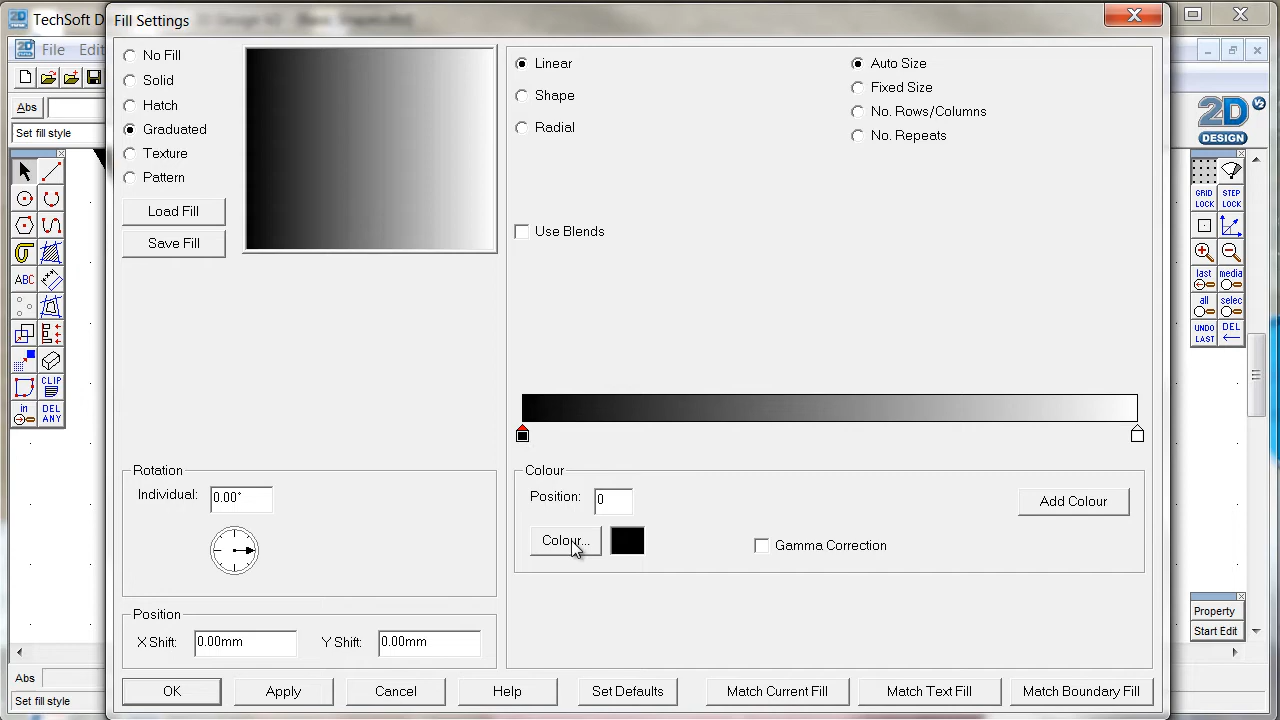 TechSoft D
Fill Settings
File Edit
No Fill
Solid
Hatch
Graduated
Texture
Pattern
Load Fill
Save Fill
Linear
Shape
Radial
Auto Size
Fixed Size
No. Rows/Columns
No. Repeats
Use Blends
Abs
Set fill style
ABC
CLIP
in
DEL ANY
2D
V2
DESIGN
GRID LOCK
STEP LOCK
last
media
all
selec
UNDO LAST
DEL
Rotation
Individual: 0.00°
Position
X Shift: 0.00mm Y Shift: 0.00mm
Colour
Position: 0
Add Colour
Colour...
Gamma Correction
Property
Start Edit
OK
Apply
Cancel
Help
Set Defaults
Match Current Fill
Match Text Fill
Match Boundary Fill
Abs
Set fill style